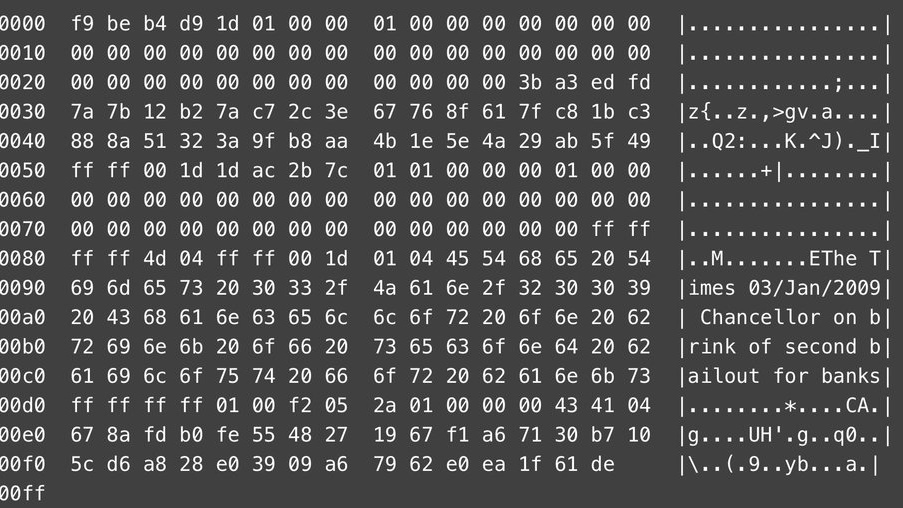 0000 f9 be b4 d9 1d 01 00 00 01 00 00 00 00 00 00 00 |................|
0010 00 00 00 00 00 00 00 00 00 00 00 00 00 00 00 00 |................|
0020 00 00 00 00 00 00 00 00 00 00 00 00 3b a3 ed fd |............;...|
0030 7a 7b 12 b2 7a c7 2c 3e 67 76 8f 61 7f c8 1b c3 |z{..z.,>gv.a....|
0040 88 8a 51 32 3a 9f b8 aa 4b 1e 5e 4a 29 ab 5f 49 |..Q2:...K.^J)._I|
0050 ff ff 00 1d 1d ac 2b 7c 01 01 00 00 00 01 00 00 |......+|........|
0060 00 00 00 00 00 00 00 00 00 00 00 00 00 00 00 00 |................|
0070 00 00 00 00 00 00 00 00 00 00 00 00 00 00 ff ff |................|
0080 ff ff 4d 04 ff ff 00 1d 01 04 45 54 68 65 20 54 |..M.......EThe T|
0090 69 6d 65 73 20 30 33 2f 4a 61 6e 2f 32 30 30 39 |imes 03/Jan/2009|
00a0 20 43 68 61 6e 63 65 6c 6c 6f 72 20 6f 6e 20 62 | Chancellor on b|
00b0 72 69 6e 6b 20 6f 66 20 73 65 63 6f 6e 64 20 62 |rink of second b|
00c0 61 69 6c 6f 75 74 20 66 6f 72 20 62 61 6e 6b 73 |ailout for banks|
00d0 ff ff ff ff 01 00 f2 05 2a 01 00 00 00 43 41 04 |........*....CA.|
00e0 67 8a fd b0 fe 55 48 27 19 67 f1 a6 71 30 b7 10 |g....UH'.g..q0..|
00f0 5c d6 a8 28 e0 39 09 a6 79 62 e0 ea 1f 61 de |\..(.9..yb...a.|
00ff